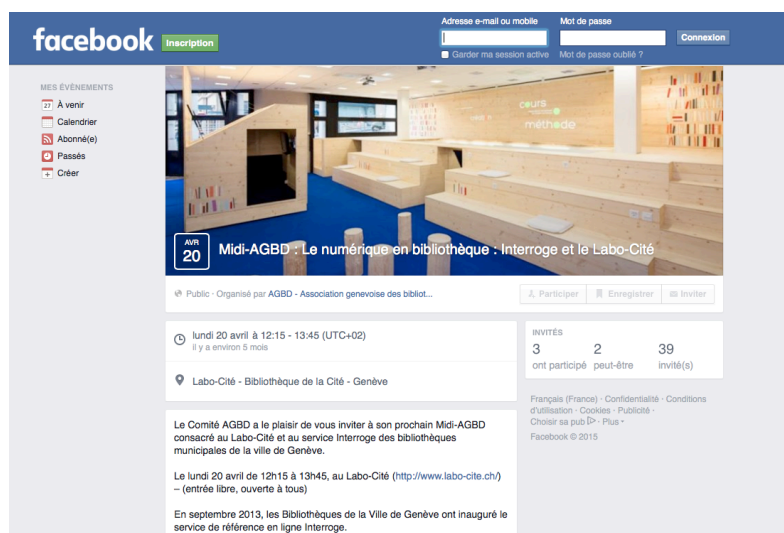 Adresse e-mail ou mobile
Mot de passe
facebook
Inscription
Connexion
Garder ma session active
Mot de passe oublié ?
MES ÉVÉNEMENTS
27 À venir
Calendrier
Abonné(e)
Passés
Créer
cours
méthode
AVR
20
Midi-AGBD : Le numérique en bibliothèque : Interroge et le Labo-Cité
Public · Organisé par AGBD - Association genevoise des bibliot...
Participer
Enregistrer
Inviter
lundi 20 avril à 12:15 - 13:45 (UTC+02)
il y a environ 5 mois
Labo-Cité - Bibliothèque de la Cité - Genève
INVITÉS
3 2 39
ont participé peut-être invité(s)
Français (France) · Confidentialité · Conditions
d'utilisation · Cookies · Publicité ·
Choisir sa pub · Plus
Facebook © 2015
Le Comité AGBD a le plaisir de vous inviter à son prochain Midi-AGBD
consacré au Labo-Cité et au service Interroge des bibliothèques
municipales de la ville de Genève.
Le lundi 20 avril de 12h15 à 13h45, au Labo-Cité (http://www.labo-cite.ch/)
– (entrée libre, ouverte à tous)
En septembre 2013, les Bibliothèques de la Ville de Genève ont inauguré le
service de référence en ligne Interroge.